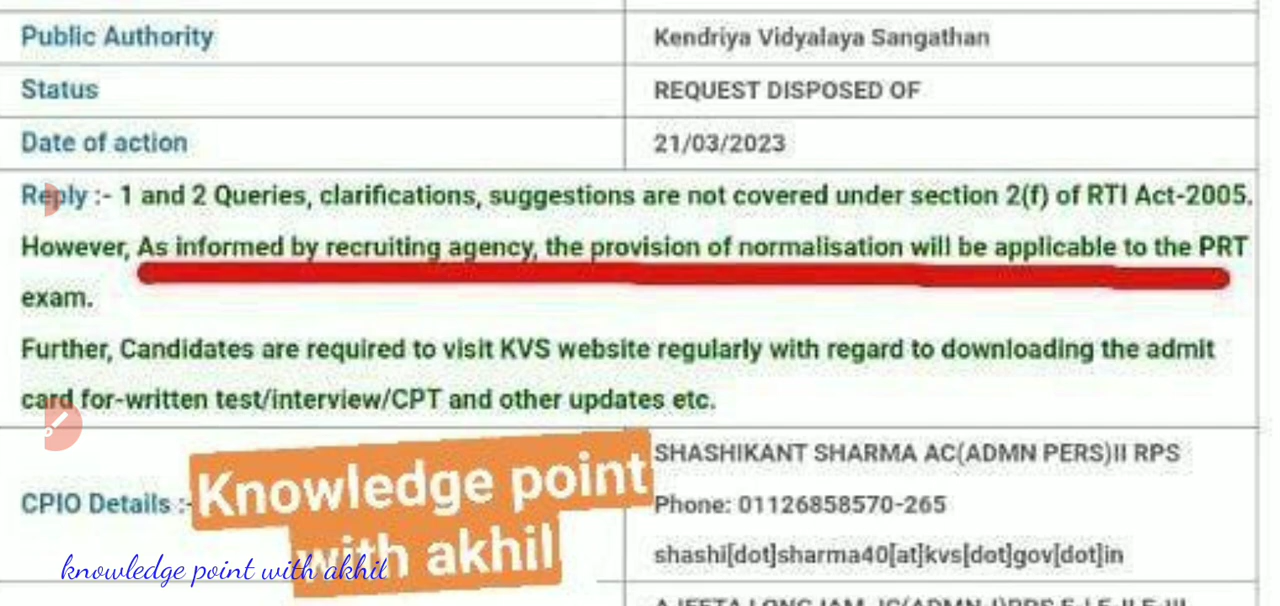 Public Authority Kendriya Vidyalaya Sangathan
Status REQUEST DISPOSED OF
Date of action 21/03/2023
Reply :- 1 and 2 Queries, clarifications, suggestions are not covered under section 2(f) of RTI Act-2005.
However, As informed by recruiting agency, the provision of normalisation will be applicable to the PRT
exam.
Further, Candidates are required to visit KVS website regularly with regard to downloading the admit
card for-written test/interview/CPT and other updates etc.
CPIO Details :-
SHASHIKANT SHARMA AC(ADMN PERS)II RPS
Phone: 01126858570-265
shashi[dot]sharma40[at]kvs[dot]gov[dot]in
Knowledge point
with akhil
knowledge point with akhil